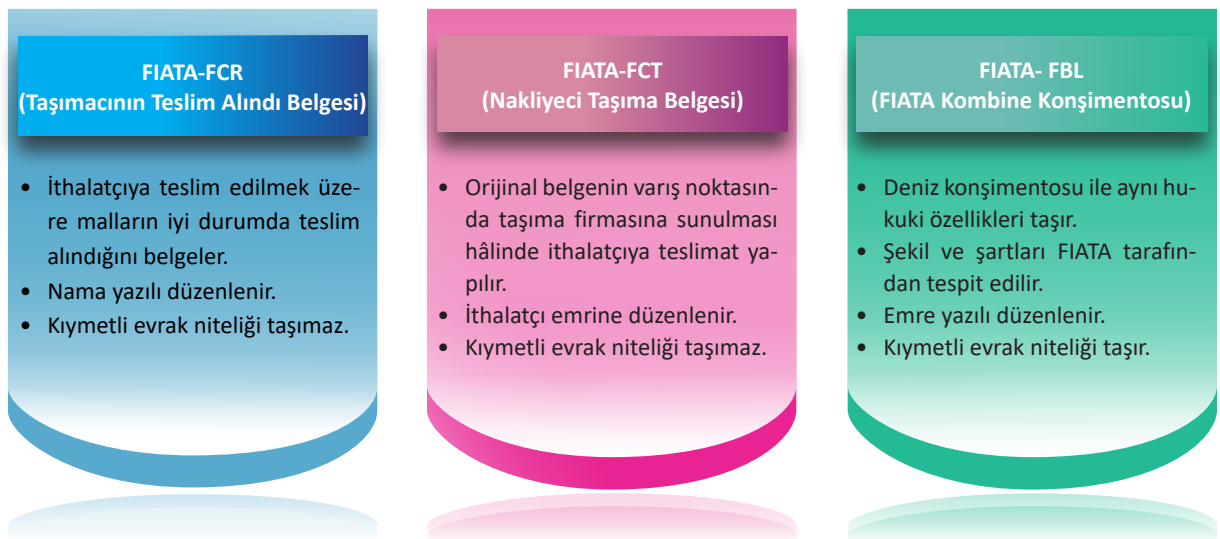 FIATA-FCR
(Taşımacının Teslim Alındı Belgesi)
• İthalatçıya teslim edilmek üze-
re malların iyi durumda teslim
alındığını belgeler.
• Nama yazılı düzenlenir.
• Kıymetli evrak niteliği taşımaz.
FIATA-FCT
(Nakliyeci Taşıma Belgesi)
• Orijinal belgenin varış noktasın-
da taşıma firmasına sunulması
hâlinde ithalatçıya teslimat ya-
pılır.
• İthalatçı emrine düzenlenir.
• Kıymetli evrak niteliği taşımaz.
FIATA- FBL
(FIATA Kombine Konşimentosu)
• Deniz konşimentosu ile aynı hu-
kuki özellikleri taşır.
• Şekil ve şartları FIATA tarafın-
dan tespit edilir.
• Emre yazılı düzenlenir.
• Kıymetli evrak niteliği taşır.